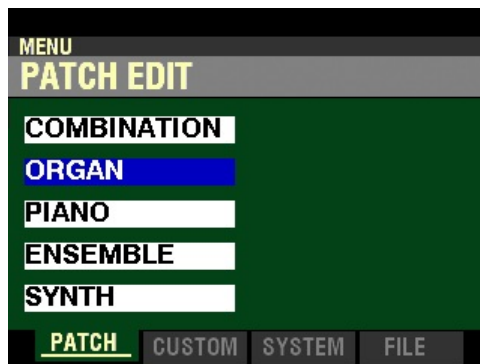 MENU
PATCH EDIT
COMBINATION
ORGAN
PIANO
ENSEMBLE
SYNTH
PATCH CUSTOM SYSTEM FILE